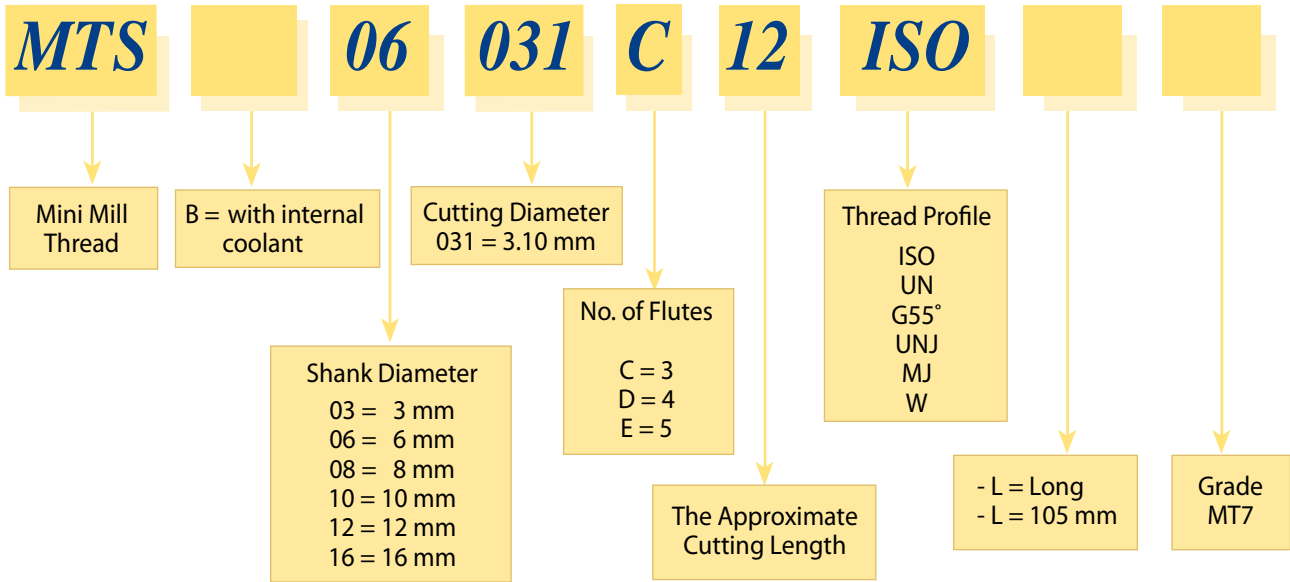 MTS 06 031 C 12 ISO
Mini Mill
Thread
B = with internal
coolant
Shank Diameter
03 = 3 mm
06 = 6 mm
08 = 8 mm
10 = 10 mm
12 = 12 mm
16 = 16 mm
Cutting Diameter
031 = 3.10 mm
No. of Flutes
C = 3
D = 4
E = 5
The Approximate
Cutting Length
Thread Profile
ISO
UN
G55°
UNJ
MJ
W
- L = Long
- L = 105 mm
Grade
MT7